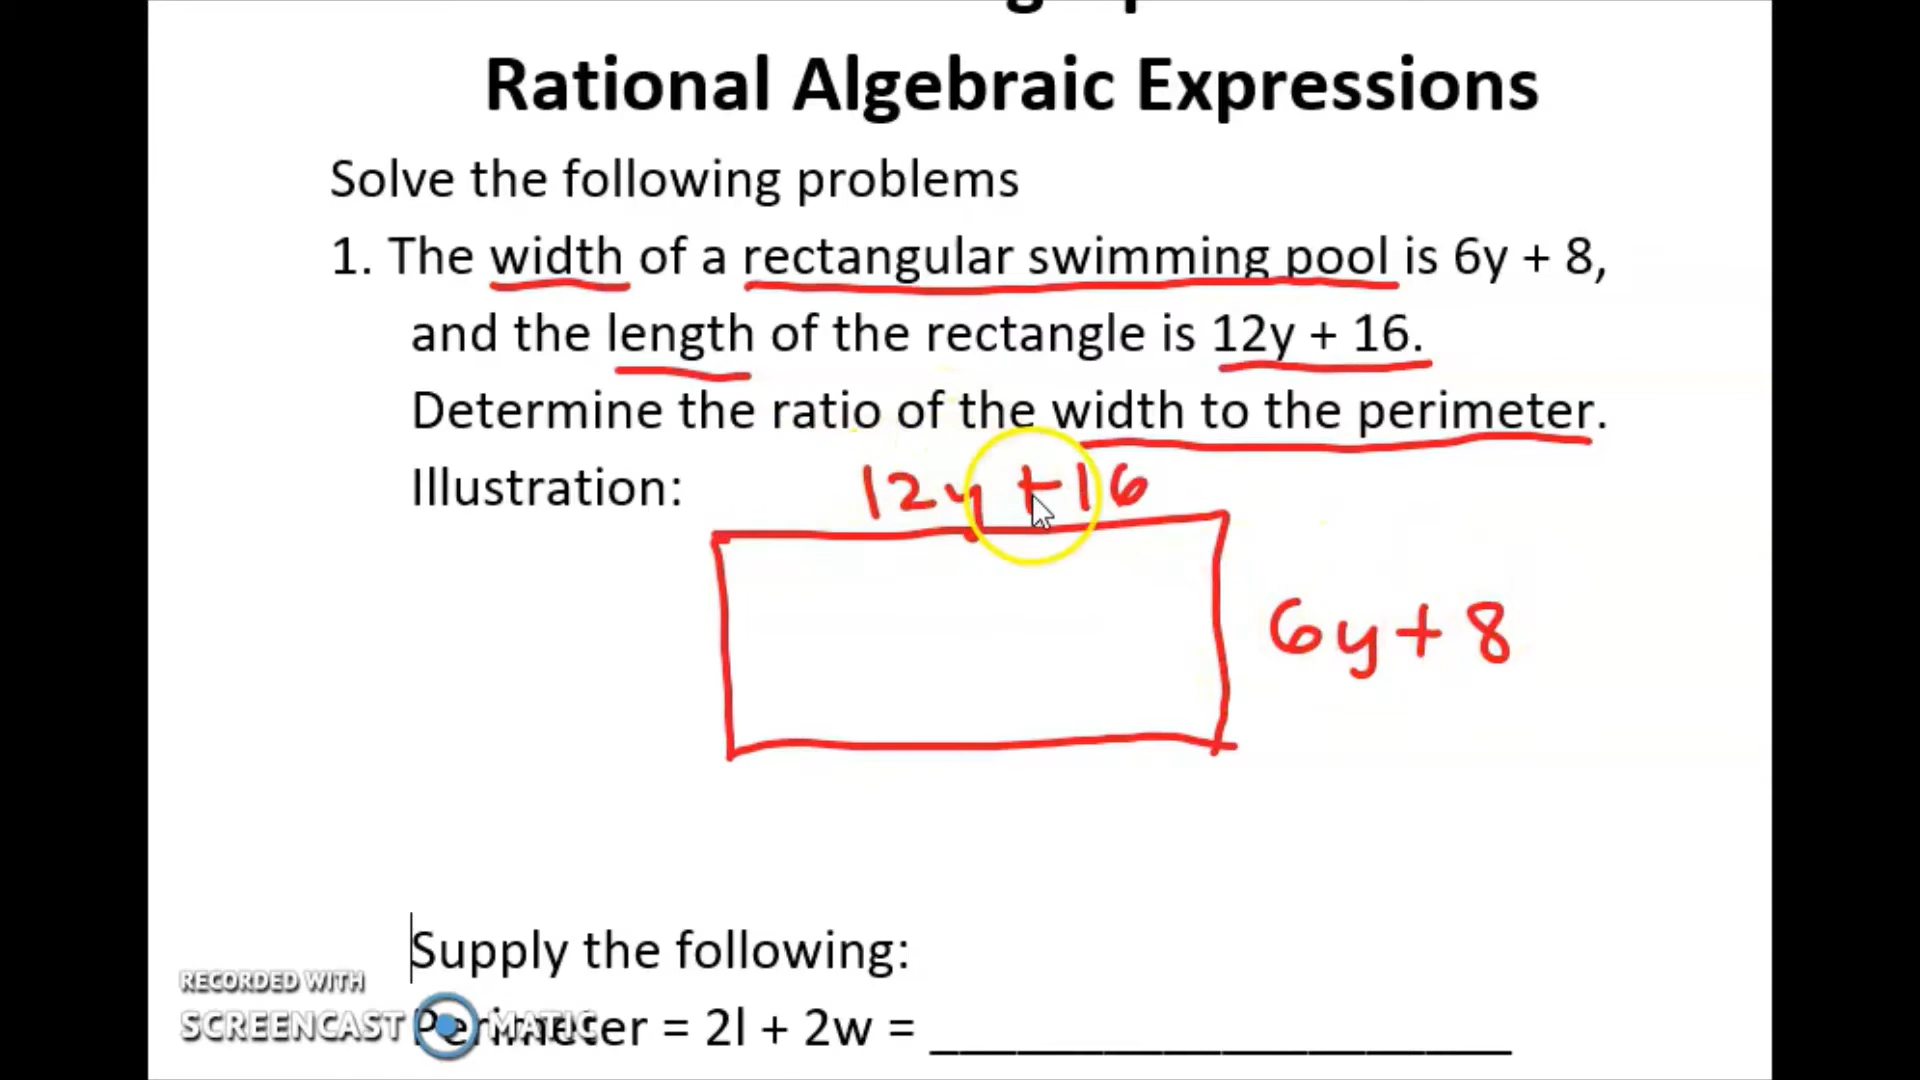 Rational Algebraic Expressions
Solve the following problems
1. The width of a rectangular swimming pool is 6y + 8,
and the length of the rectangle is 12y + 16.
Determine the ratio of the width to the perimeter.
Illustration:
12y + 16
6y + 8
Supply the following:
Perimeter = 2l + 2w = ____________________
RECORDED WITH
SCREENCAST MATIC